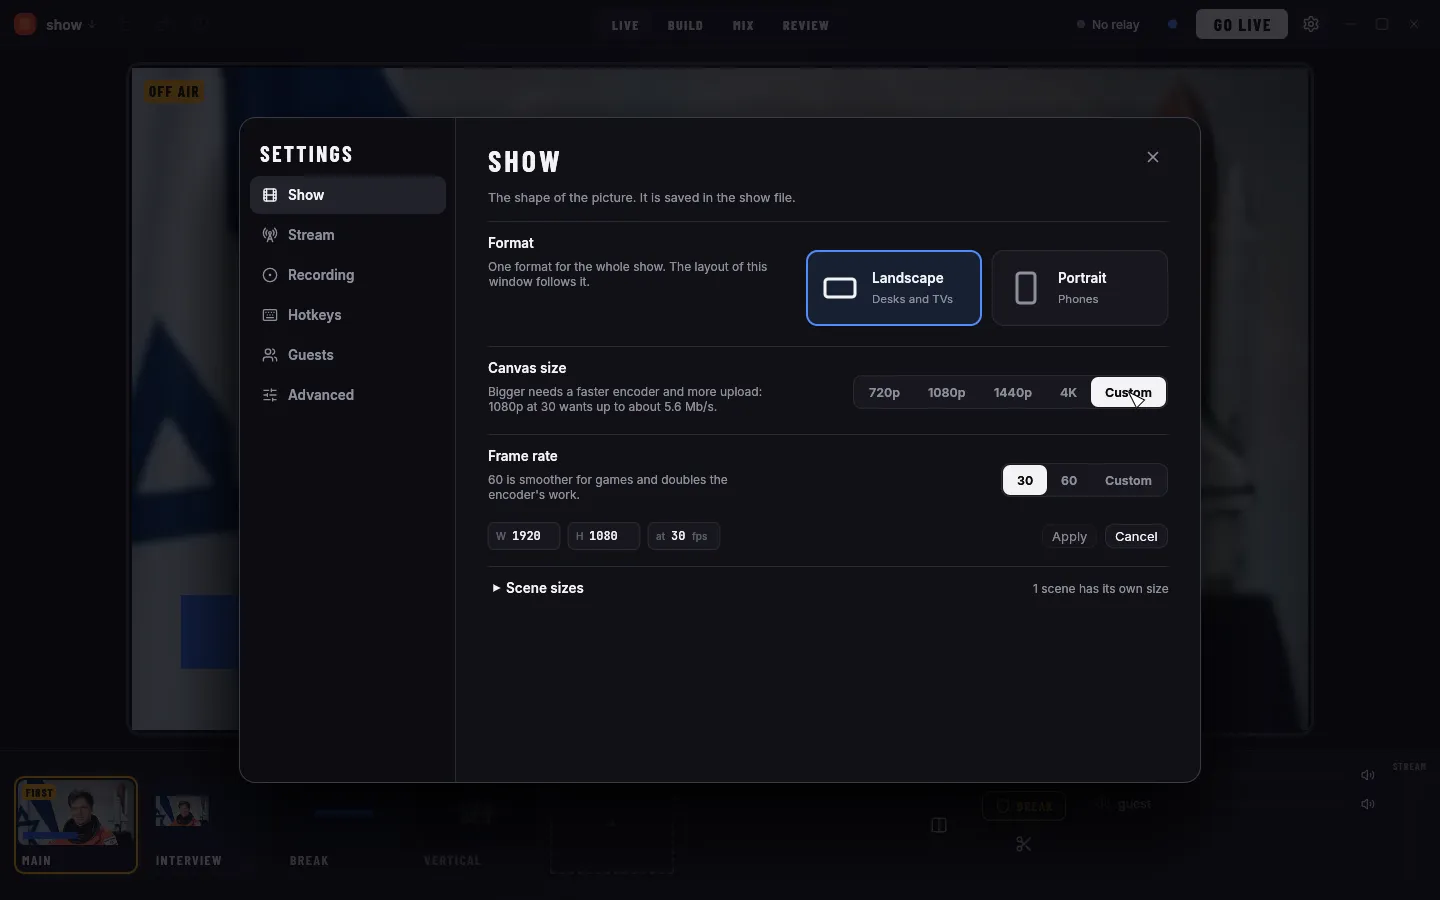 show
LIVE BUILD MIX REVIEW
No relay
GO LIVE
OFF AIR
SETTINGS
Show
Stream
Recording
Hotkeys
Guests
Advanced
SHOW
The shape of the picture. It is saved in the show file.
Format
One format for the whole show. The layout of this
window follows it.
Landscape
Desks and TVs
Portrait
Phones
Canvas size
Bigger needs a faster encoder and more upload:
1080p at 30 wants up to about 5.6 Mb/s.
720p 1080p 1440p 4K Custom
Frame rate
60 is smoother for games and doubles the
encoder's work.
30 60 Custom
W 1920 H 1080 at 30 fps
Apply Cancel
Scene sizes
1 scene has its own size
STREAM
FIRST
BREAK
guest
MAIN
INTERVIEW
BREAK
VERTICAL